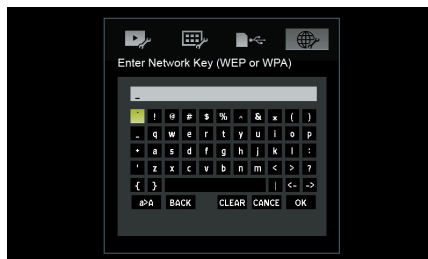 Enter Network Key (WEP or WPA)
_
` ! @ # $ % ^ & * ( )
- q w e r t y u i o p
+ a s d f g h j k l :
' z x c v b n m < > ?
{ } | <- ->
a>A BACK CLEAR CANCE OK